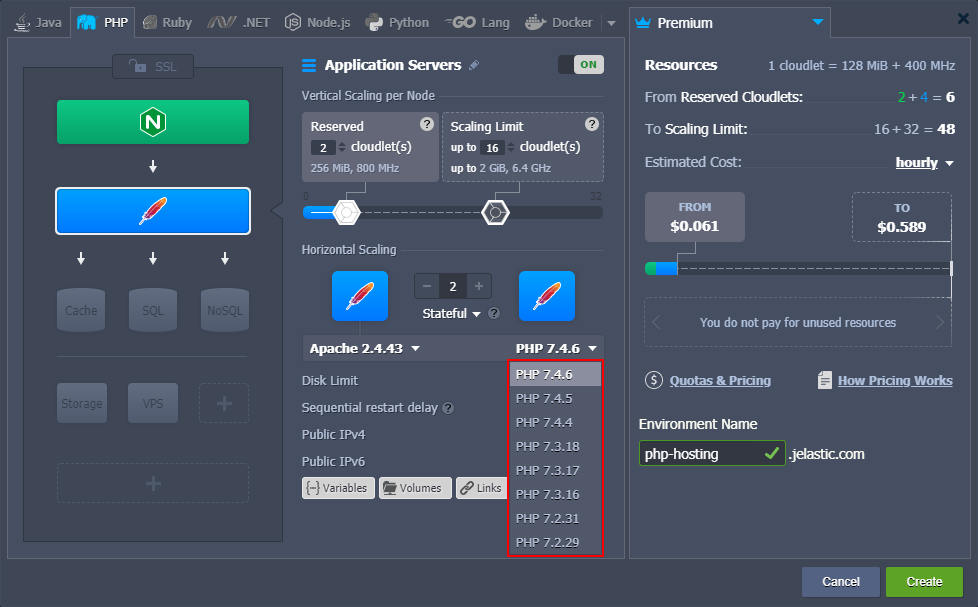 Java PHP Ruby .NET Node.js Python Lang Docker
Premium
SSL
Cache SQL NoSQL
Storage VPS
Application Servers
ON
Vertical Scaling per Node
Reserved ?
2 cloudlet(s)
256 MiB, 800 MHz
Scaling Limit ?
up to 16 cloudlet(s)
up to 2 GiB, 6.4 GHz
0 32
Horizontal Scaling
− 2 +
Stateful ?
Apache 2.4.43 PHP 7.4.6
Disk Limit
Sequential restart delay ?
Public IPv4
Public IPv6
Variables Volumes Links
PHP 7.4.6
PHP 7.4.5
PHP 7.4.4
PHP 7.3.18
PHP 7.3.17
PHP 7.3.16
PHP 7.2.31
PHP 7.2.29
Resources 1 cloudlet = 128 MiB + 400 MHz
From Reserved Cloudlets: 2 + 4 = 6
To Scaling Limit: 16 + 32 = 48
Estimated Cost: hourly
FROM
$0.061
TO
$0.589
You do not pay for unused resources
$ Quotas & Pricing How Pricing Works
Environment Name
php-hosting .jelastic.com
Cancel Create